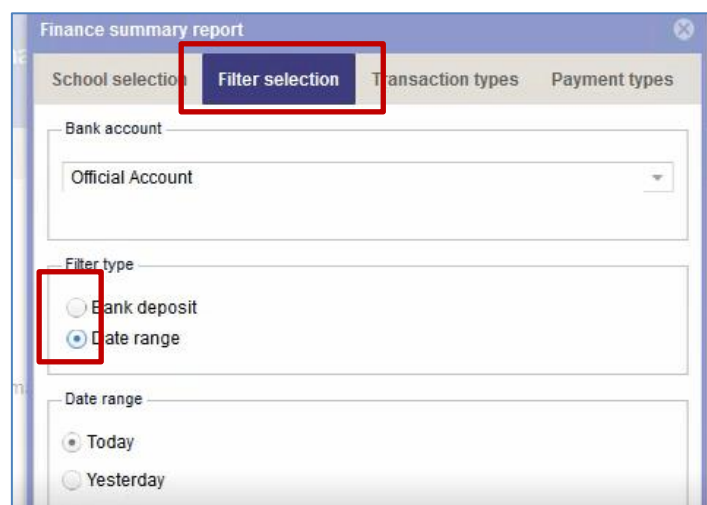 Finance summary report
School selection Filter selection Transaction types Payment types
Bank account
Official Account
Filter type
Bank deposit
Date range
Date range
Today
Yesterday